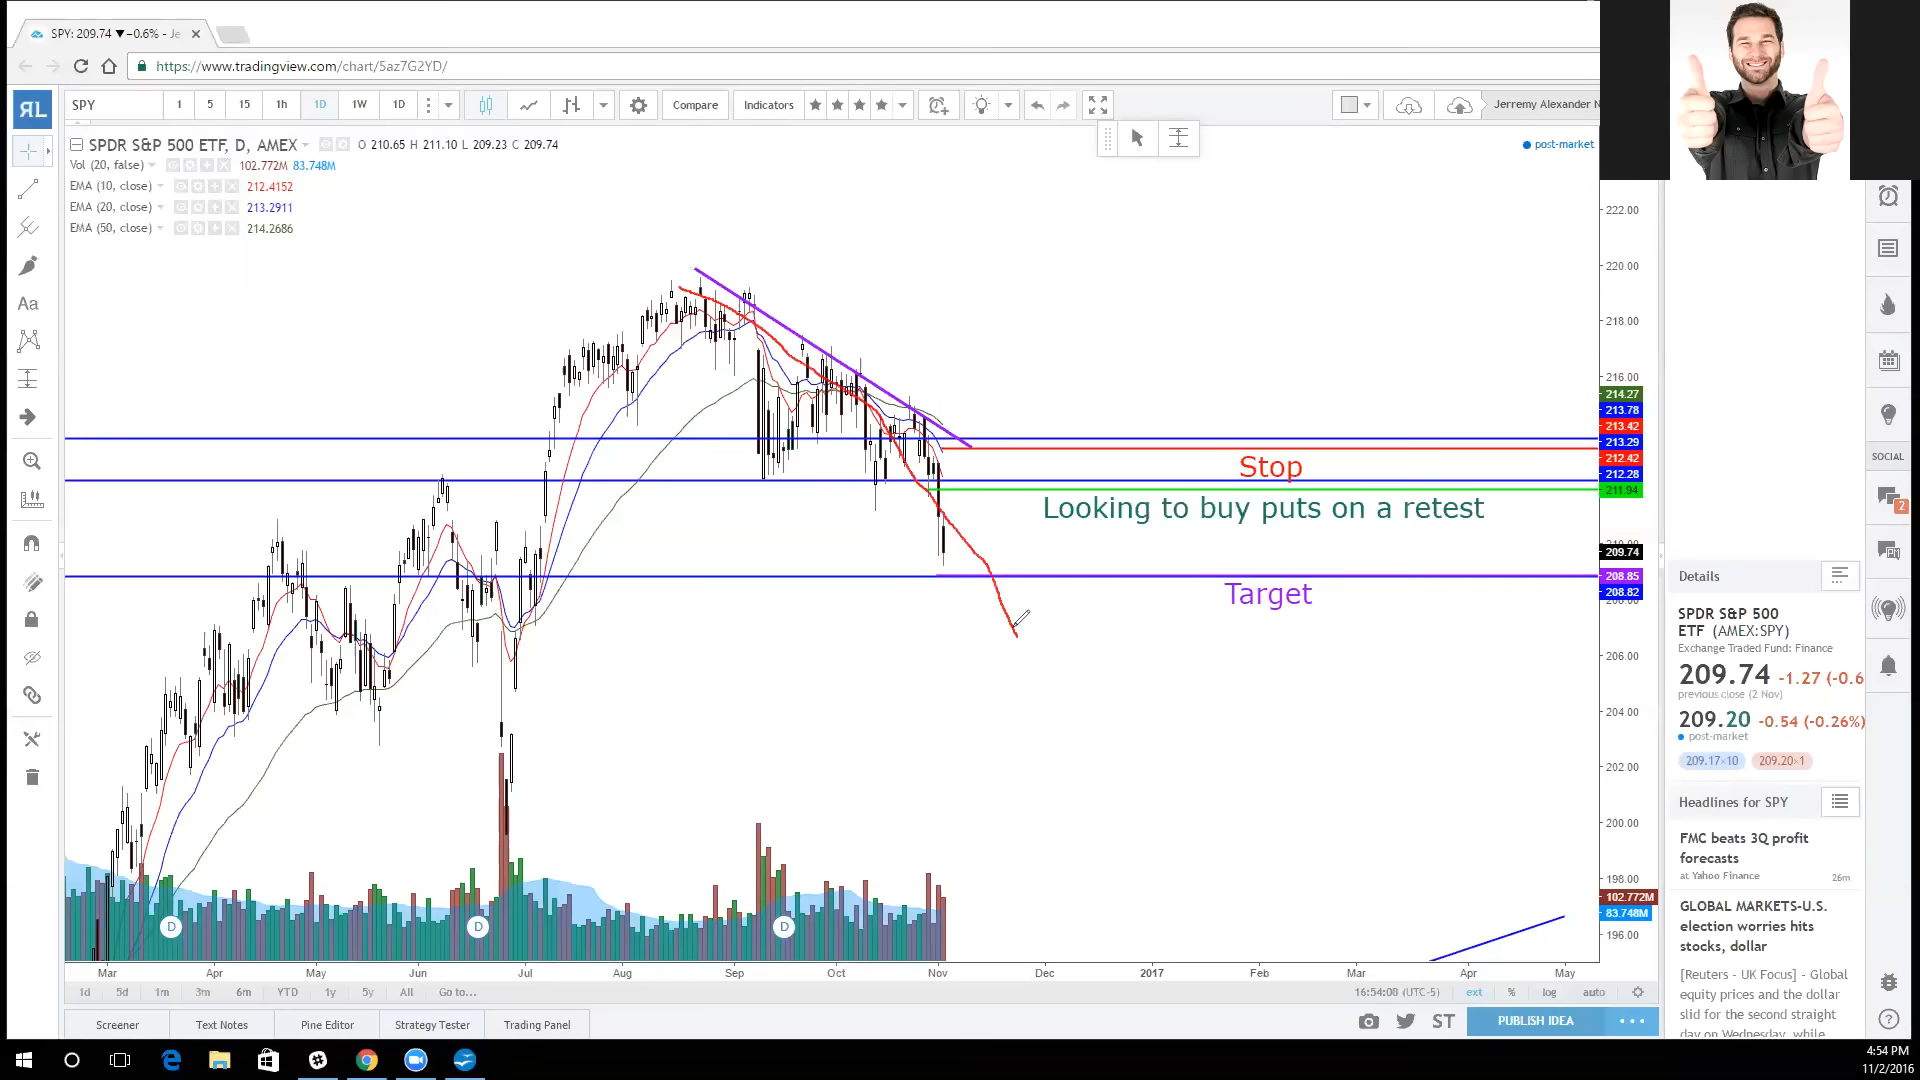 SPY: 209.74 ▼−0.6% - Je
https://www.tradingview.com/chart/5az7G2YD/
SPY 1 5 15 1h 1D 1W 1D Compare Indicators Jerremy Alexander N
SPDR S&P 500 ETF, D, AMEX O 210.65 H 211.10 L 209.23 C 209.74
post-market
Vol (20, false) 102.772M 83.748M
EMA (10, close) 212.4152
EMA (20, close) 213.2911
EMA (50, close) 214.2686
Aa
222.00
220.00
218.00
216.00
214.27
213.78
213.42
213.29
212.42
212.28
211.94
209.74
208.85
208.82
206.00
204.00
202.00
200.00
198.00
102.772M
83.748M
196.00
Stop
Looking to buy puts on a retest
Target
D D D
Mar Apr May Jun Jul Aug Sep Oct Nov Dec 2017 Feb Mar Apr May
1d 5d 1m 3m 6m YTD 1y 5y All Go to... 16:54:08 (UTC-5) ext % log auto
Screener Text Notes Pine Editor Strategy Tester Trading Panel ST PUBLISH IDEA
SOCIAL
2
Details
SPDR S&P 500
ETF (AMEX:SPY)
Exchange Traded Fund: Finance
209.74 -1.27 (-0.6
previous close (2 Nov)
209.20 -0.54 (-0.26%)
post-market
209.17×10 209.20×1
Headlines for SPY
FMC beats 3Q profit
forecasts
at Yahoo Finance 26m
GLOBAL MARKETS-U.S.
election worries hits
stocks, dollar
[Reuters - UK Focus] - Global
equity prices and the dollar
slid for the second straight
day on Wednesday, while
4:54 PM
11/2/2016